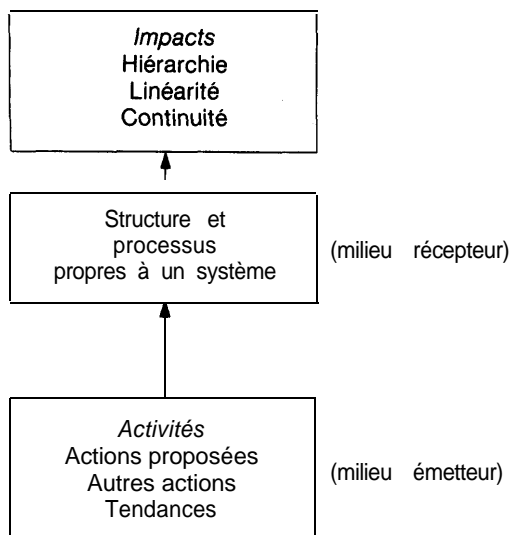 Impacts
Hiérarchie
Linéarité
Continuité
Structure et
processus
propres à un système
(milieu récepteur)
Activités
Actions proposées
Autres actions
Tendances
(milieu émetteur)